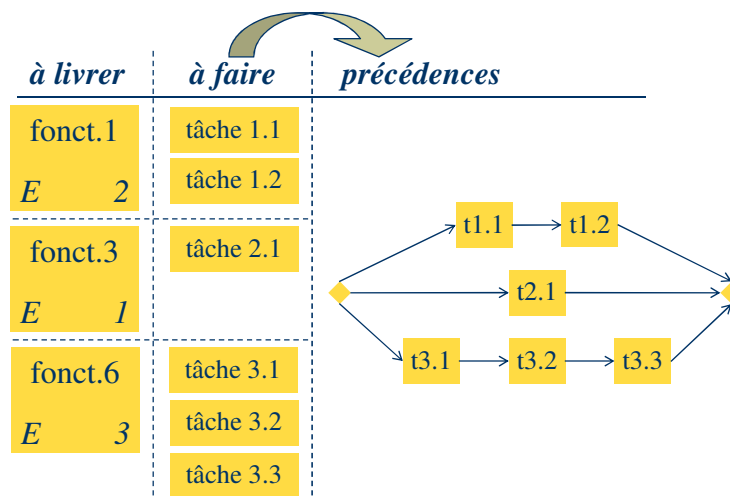 à livrer
à faire
précédences
fonct.1
E 2
tâche 1.1
tâche 1.2
fonct.3
E 1
tâche 2.1
fonct.6
E 3
tâche 3.1
tâche 3.2
tâche 3.3
t1.1
t1.2
t2.1
t3.1
t3.2
t3.3